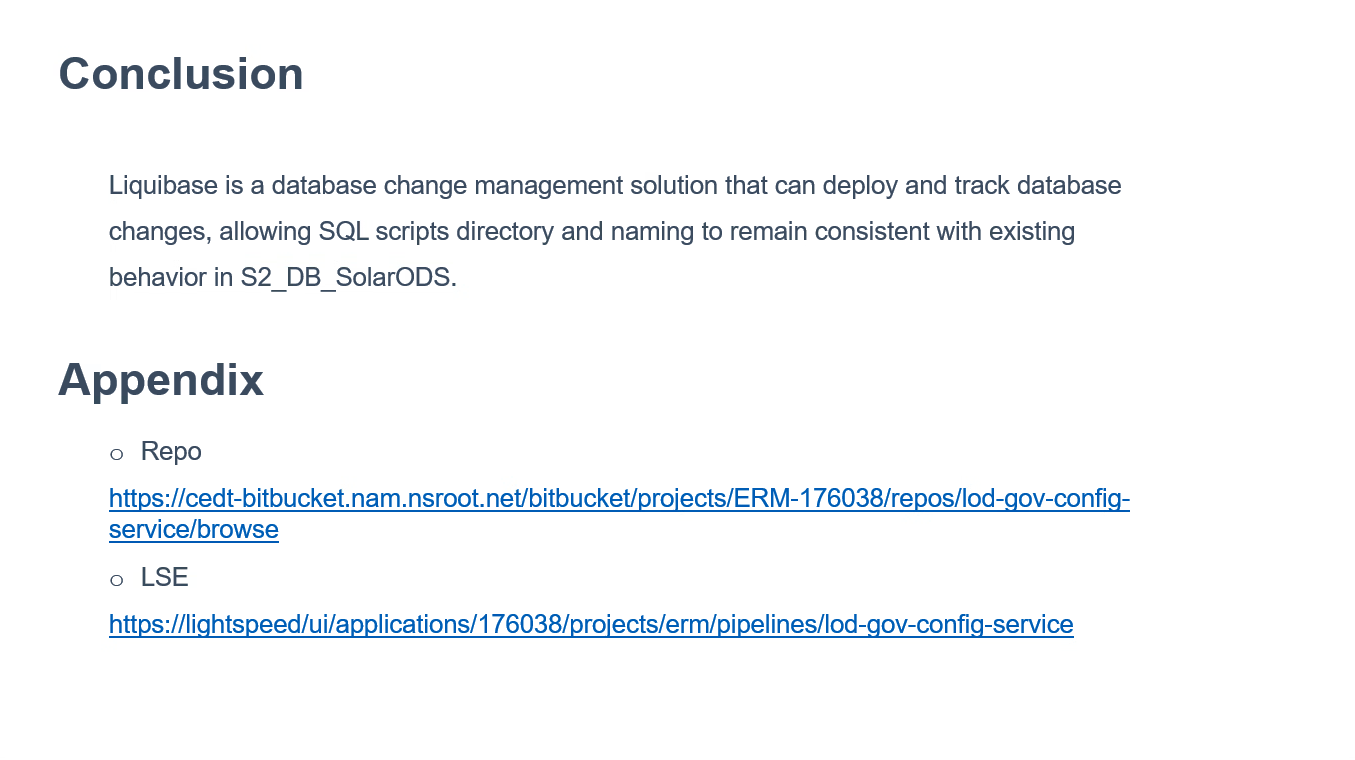 Conclusion
Liquibase is a database change management solution that can deploy and track database
changes, allowing SQL scripts directory and naming to remain consistent with existing
behavior in S2_DB_SolarODS.
Appendix
o Repo
https://cedt-bitbucket.nam.nsroot.net/bitbucket/projects/ERM-176038/repos/lod-gov-config-
service/browse
o LSE
https://lightspeed/ui/applications/176038/projects/erm/pipelines/lod-gov-config-service